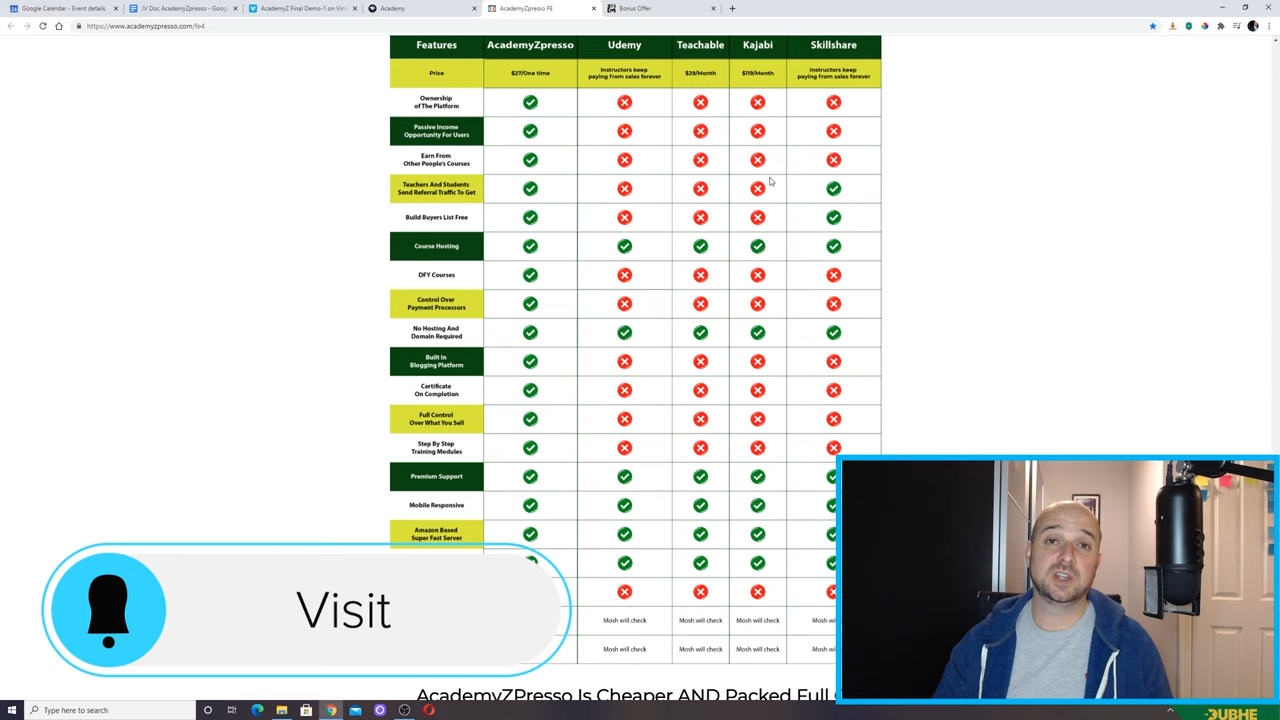 Google Calendar - Event details
JV Doc AcademyZpresso - Goog
AcademyZ Final Demo-1 on Vim
Academy
AcademyZpresso FE
Bonus Offer
https://www.academyzpresso.com/fe4
Features AcademyZpresso Udemy Teachable Kajabi Skillshare
Price $27/One time Instructors keep paying from sales forever $29/Month $119/Month Instructors keep paying from sales forever
Ownership
of The Platform
Passive Income
Opportunity For Users
Earn From
Other People's Courses
Teachers And Students
Send Referral Traffic To Get
Build Buyers List Free
Course Hosting
DFY Courses
Control Over
Payment Processors
No Hosting And
Domain Required
Built In
Blogging Platform
Certificate
On Completion
Full Control
Over What You Sell
Step By Step
Training Modules
Premium Support
Mobile Responsive
Amazon Based
Super Fast Server
Visit
Mosh will check Mosh will check Mosh will check Mosh will
Mosh will check Mosh will check Mosh will check Mosh will
AcademyZPresso Is Cheaper AND Packed Full
Type here to search
DUBHE